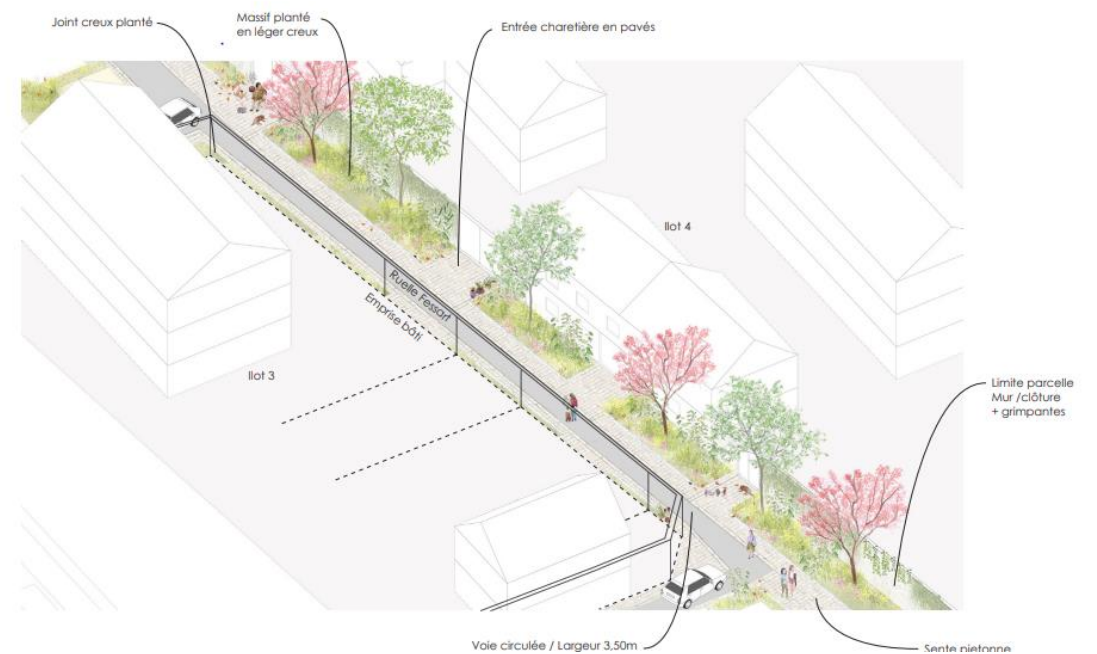 Joint creux planté
Massif planté
en léger creux
Entrée charetière en pavés
Ilot 4
Ruelle Fessart
Emprise bâti
Ilot 3
Limite parcelle
Mur /clôture
+ grimpantes
Voie circulée / Largeur 3,50m
Sente pietonne